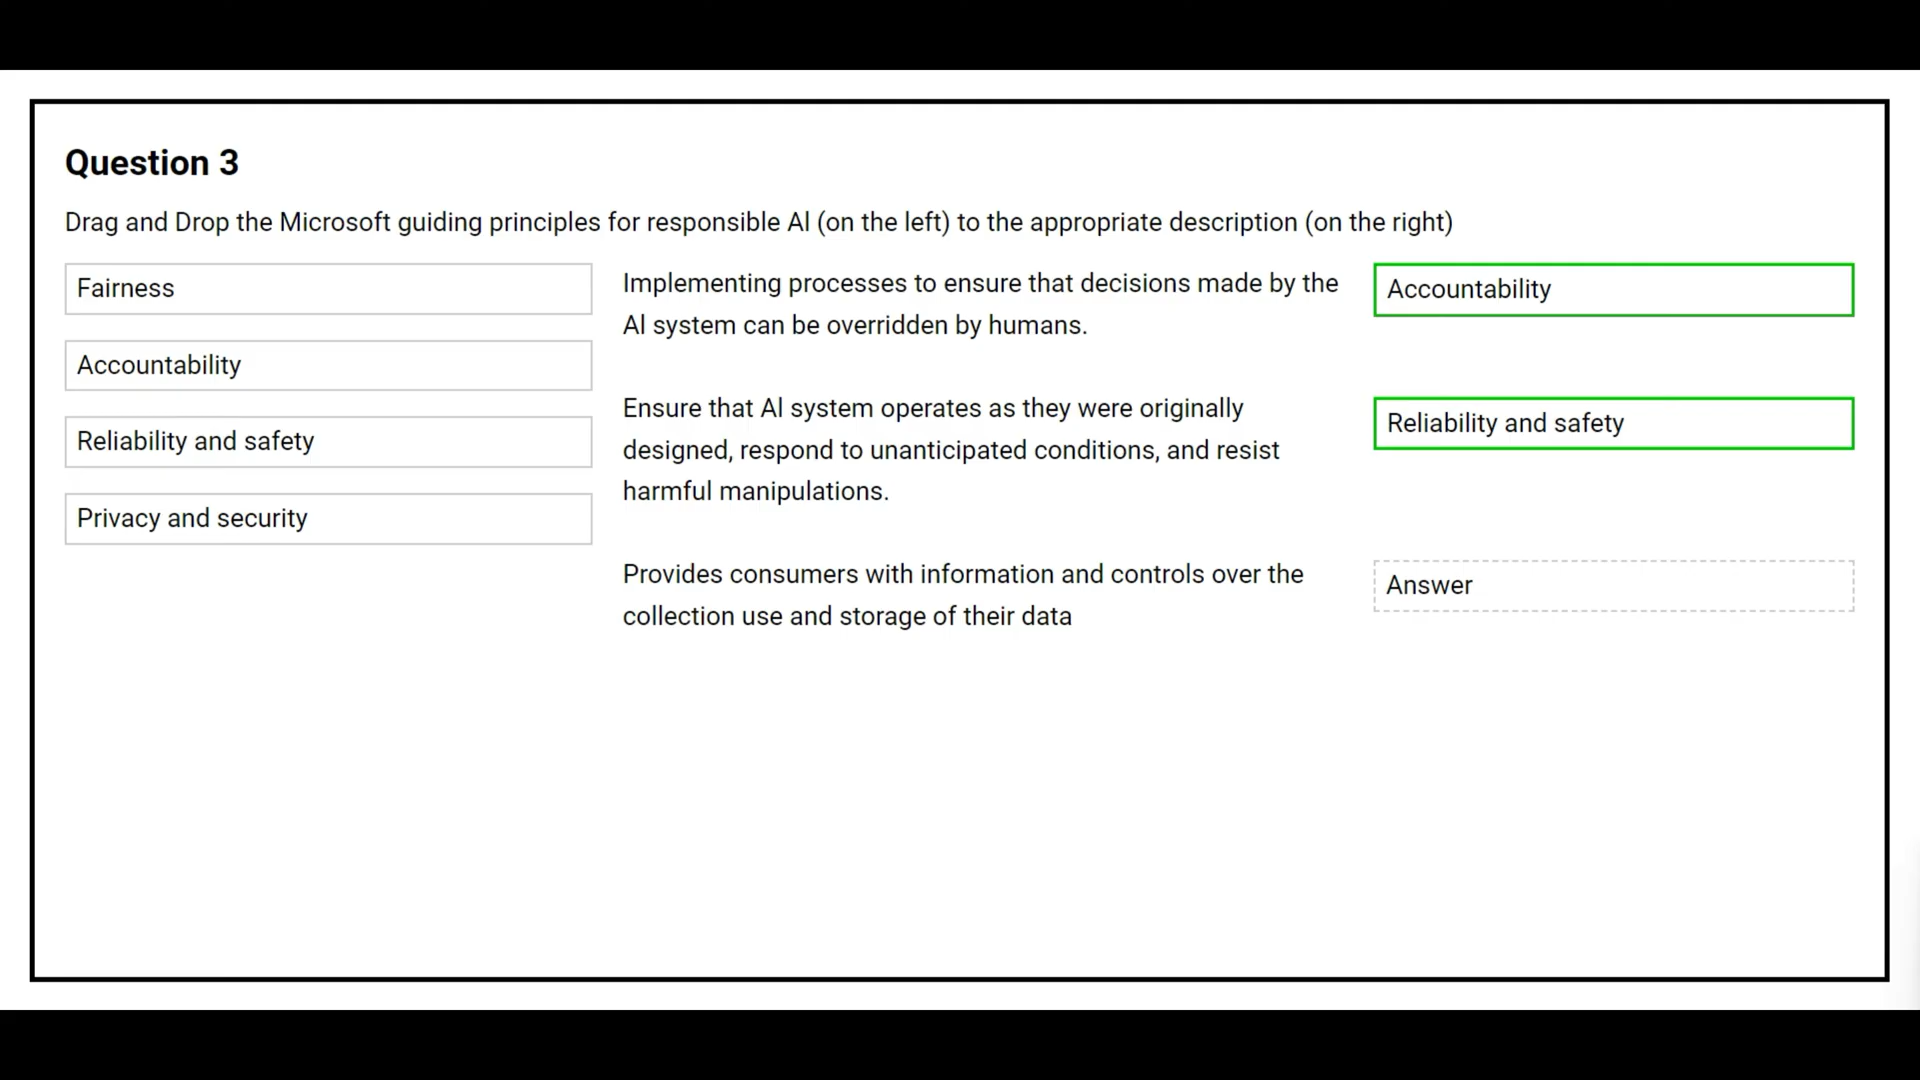 Question 3
Drag and Drop the Microsoft guiding principles for responsible AI (on the left) to the appropriate description (on the right)
Fairness
Accountability
Reliability and safety
Privacy and security
Implementing processes to ensure that decisions made by the
AI system can be overridden by humans.
Accountability
Ensure that AI system operates as they were originally
designed, respond to unanticipated conditions, and resist
harmful manipulations.
Reliability and safety
Provides consumers with information and controls over the
collection use and storage of their data
Answer